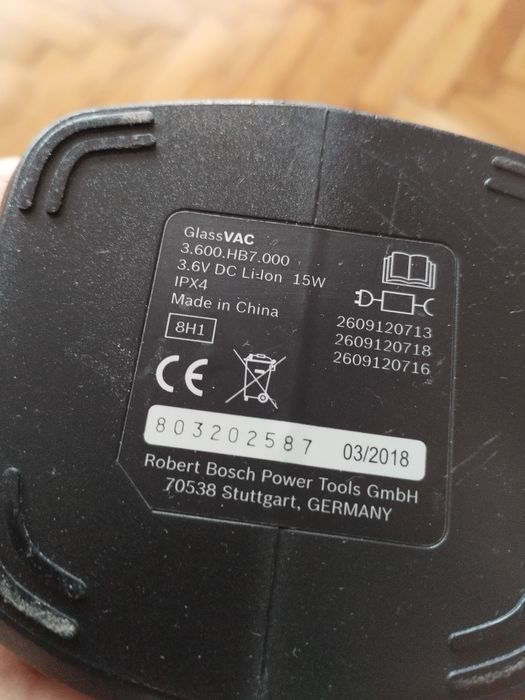 GlassVAC
3.600.HB7.000
3.6V DC Li-Ion 15W
IPX4
Made in China
8H1
2609120713
2609120718
2609120716
CE
803202587 03/2018
Robert Bosch Power Tools GmbH
70538 Stuttgart, GERMANY